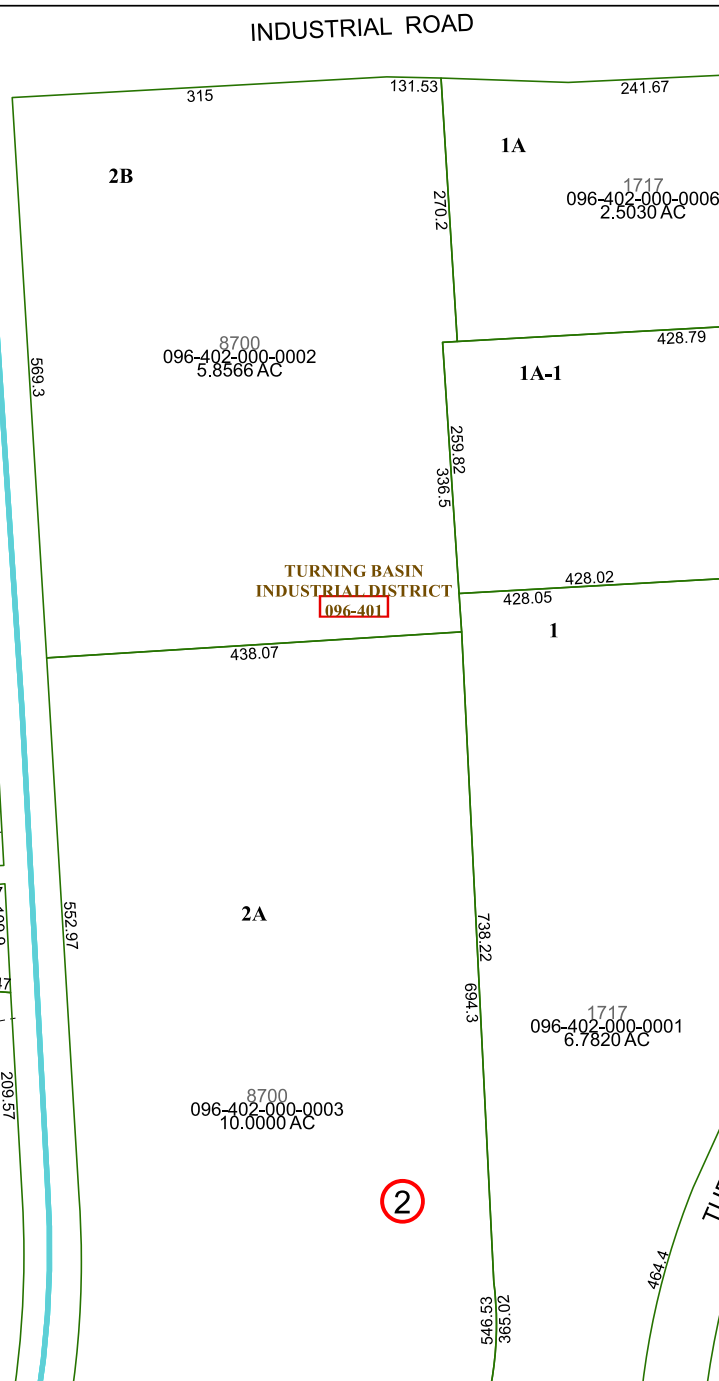 INDUSTRIAL ROAD
315
131.53
241.67
1A
2B
1717
096-402-000-0006
2.5030 AC
270.2
428.79
8700
096-402-000-0002
5.8566 AC
569.3
1A-1
259.82
336.5
TURNING BASIN
INDUSTRIAL DISTRICT
096-401
428.02
428.05
1
438.07
2A
552.97
738.22
694.3
47
1717
096-402-000-0001
6.7820 AC
209.57
8700
096-402-000-0003
10.0000 AC
2
464.4
546.53
365.02